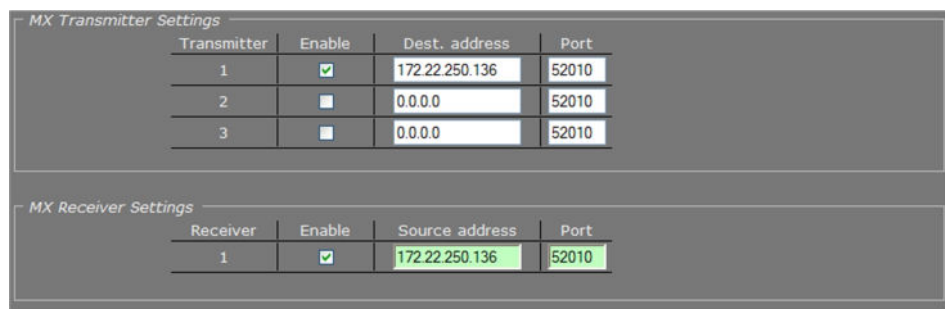 MX Transmitter Settings
Transmitter Enable Dest. address Port
1 172.22.250.136 52010
2 0.0.0.0 52010
3 0.0.0.0 52010
MX Receiver Settings
Receiver Enable Source address Port
1 172.22.250.136 52010